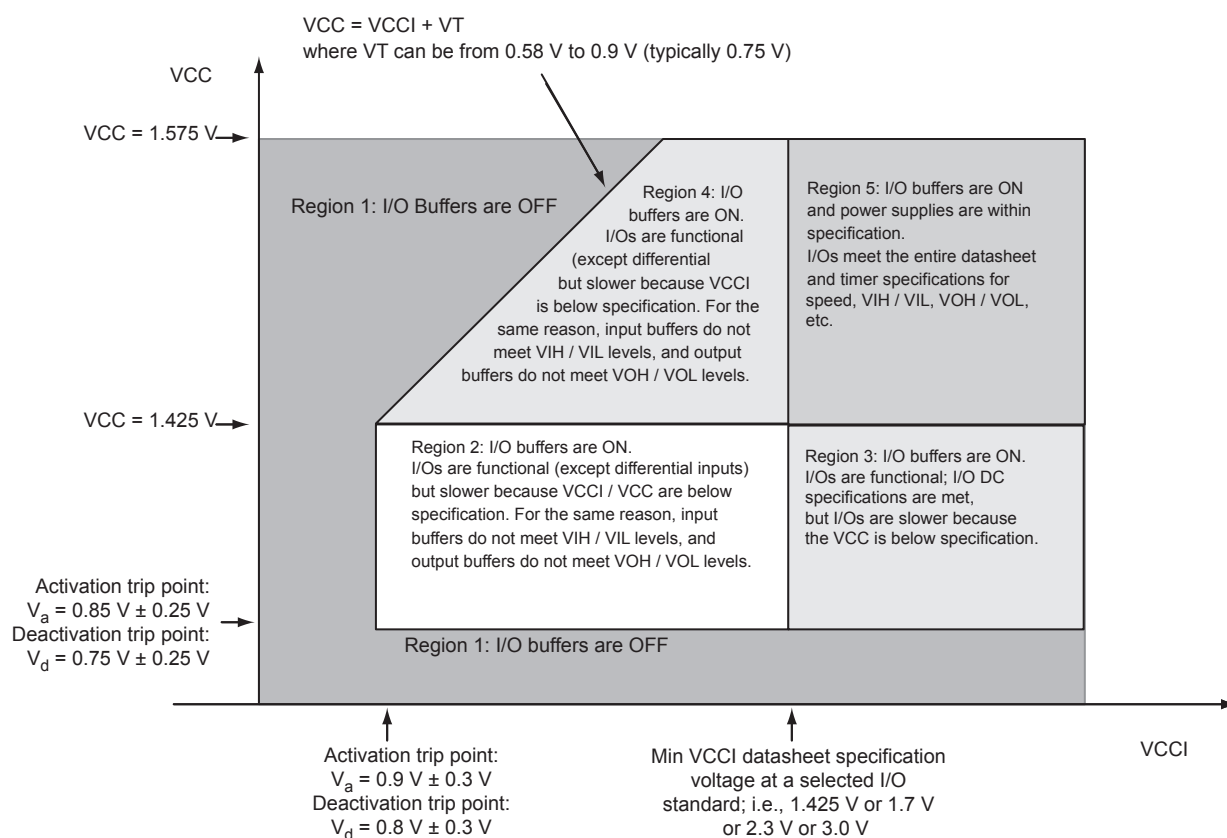 VCC = VCCI + VT
where VT can be from 0.58 V to 0.9 V (typically 0.75 V)
VCC
VCC = 1.575 V
Region 1: I/O Buffers are OFF
Region 4: I/O
buffers are ON.
I/Os are functional
(except differential
but slower because VCCI
is below specification. For the
same reason, input buffers do not
meet VIH / VIL levels, and output
buffers do not meet VOH / VOL levels.
Region 5: I/O buffers are ON
and power supplies are within
specification.
I/Os meet the entire datasheet
and timer specifications for
speed, VIH / VIL, VOH / VOL,
etc.
VCC = 1.425 V
Region 2: I/O buffers are ON.
I/Os are functional (except differential inputs)
but slower because VCCI / VCC are below
specification. For the same reason, input
buffers do not meet VIH / VIL levels, and
output buffers do not meet VOH / VOL levels.
Region 3: I/O buffers are ON.
I/Os are functional; I/O DC
specifications are met,
but I/Os are slower because
the VCC is below specification.
Activation trip point:
Va = 0.85 V ± 0.25 V
Deactivation trip point:
Vd = 0.75 V ± 0.25 V
Region 1: I/O buffers are OFF
VCCI
Activation trip point:
Va = 0.9 V ± 0.3 V
Deactivation trip point:
Vd = 0.8 V ± 0.3 V
Min VCCI datasheet specification
voltage at a selected I/O
standard; i.e., 1.425 V or 1.7 V
or 2.3 V or 3.0 V